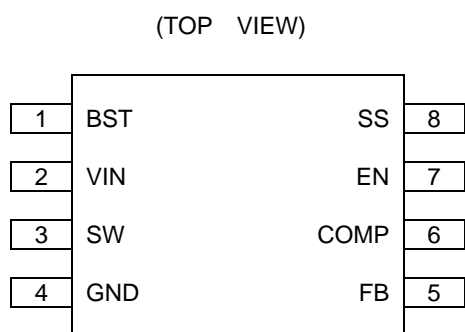 (TOP VIEW)
1 BST SS 8
2 VIN EN 7
3 SW COMP 6
4 GND FB 5